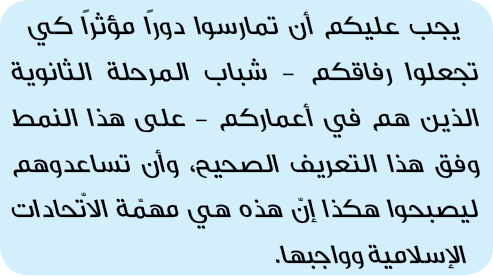 يجب عليكم أن تمارسوا دوراً مؤثراً كي
تجعلوا رفاقكم - شباب المرحلة الثانوية
الذين هم في أعماركم - على هذا النمط
وفق هذا التعريف الصحيح، وأن تساعدوهم
ليصبحوا هكذا إنّ هذه هي مهمّة الاتّحادات
الإسلامية وواجبها.